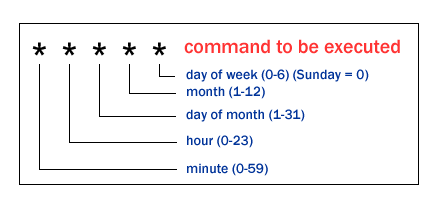 * * * * * command to be executed
day of week (0-6) (Sunday = 0)
month (1-12)
day of month (1-31)
hour (0-23)
minute (0-59)